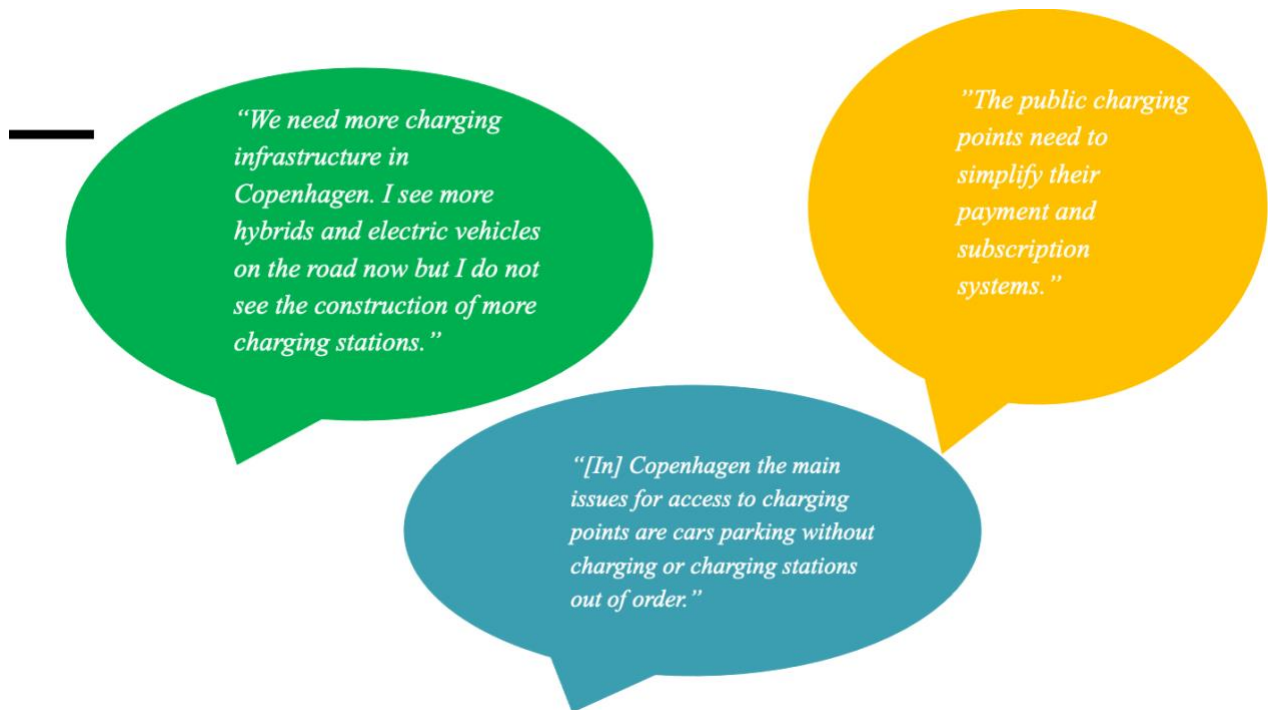 “We need more charging
infrastructure in
Copenhagen. I see more
hybrids and electric vehicles
on the road now but I do not
see the construction of more
charging stations.”
”The public charging
points need to
simplify their
payment and
subscription
systems.”
“[In] Copenhagen the main
issues for access to charging
points are cars parking without
charging or charging stations
out of order.”